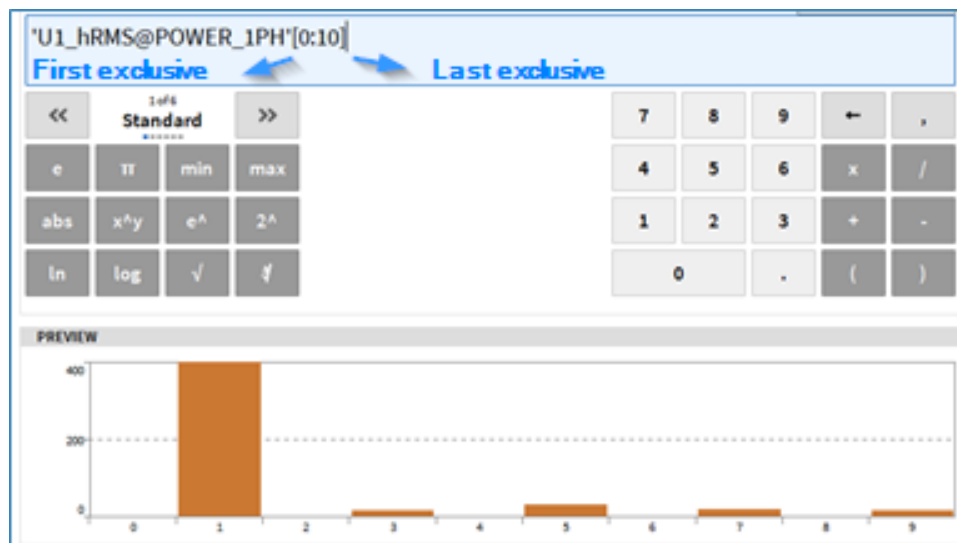 'U1_hRMS@POWER_1PH'[0:10]
First exclusive Last exclusive
<< 1 of 6 >> 7 8 9 ← ,
Standard
e π min max 4 5 6 x /
abs x^y e^ 2^ 1 2 3 + -
ln log √ ∛ 0 . ( )
PREVIEW
400
200
0
0 1 2 3 4 5 6 7 8 9